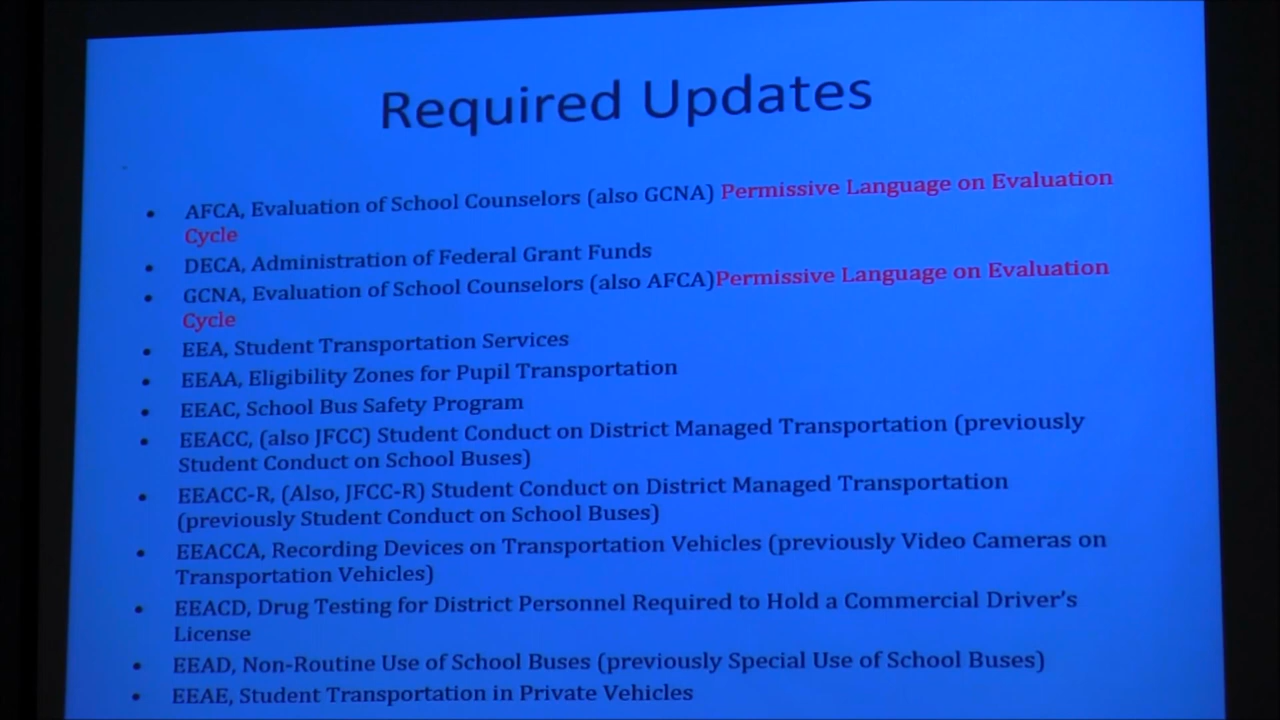 Required Updates
• AFCA, Evaluation of School Counselors (also GCNA) Permissive Language on Evaluation
Cycle
• DECA, Administration of Federal Grant Funds
• GCNA, Evaluation of School Counselors (also AFCA)Permissive Language on Evaluation
Cycle
• EEA, Student Transportation Services
• EEAA, Eligibility Zones for Pupil Transportation
• EEAC, School Bus Safety Program
• EEACC, (also JFCC) Student Conduct on District Managed Transportation (previously
Student Conduct on School Buses)
• EEACC-R, (Also, JFCC-R) Student Conduct on District Managed Transportation
(previously Student Conduct on School Buses)
• EEACCA, Recording Devices on Transportation Vehicles (previously Video Cameras on
Transportation Vehicles)
• EEACD, Drug Testing for District Personnel Required to Hold a Commercial Driver’s
License
• EEAD, Non-Routine Use of School Buses (previously Special Use of School Buses)
• EEAE, Student Transportation in Private Vehicles